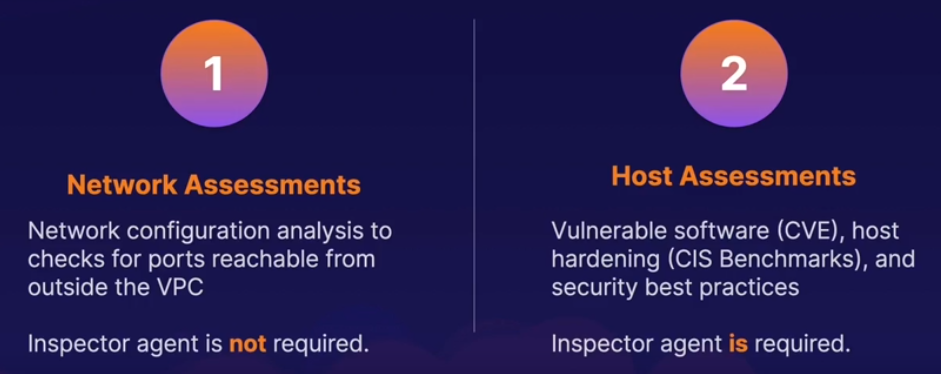 1
Network Assessments
Network configuration analysis to
checks for ports reachable from
outside the VPC
Inspector agent is not required.
2
Host Assessments
Vulnerable software (CVE), host
hardening (CIS Benchmarks), and
security best practices
Inspector agent is required.